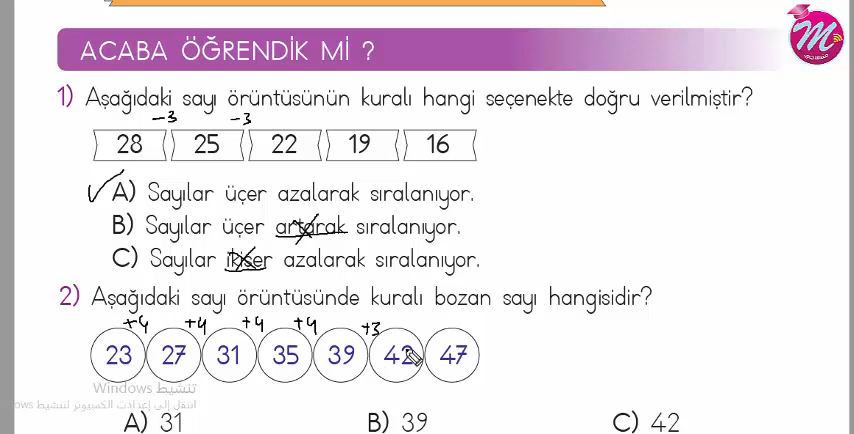 ACABA ÖĞRENDİK Mİ ?
1) Aşağıdaki sayı örüntüsünün kuralı hangi seçenekte doğru verilmiştir?
-3 -3
28 25 22 19 16
A) Sayılar üçer azalarak sıralanıyor.
B) Sayılar üçer artarak sıralanıyor.
C) Sayılar ikişer azalarak sıralanıyor.
2) Aşağıdaki sayı örüntüsünde kuralı bozan sayı hangisidir?
+4 +4 +4 +4 +3
23 27 31 35 39 42 47
تنشيط Windows
انتقل إلى إعدادات الكمبيوتر لتنشيط ows
A) 31 B) 39 C) 42